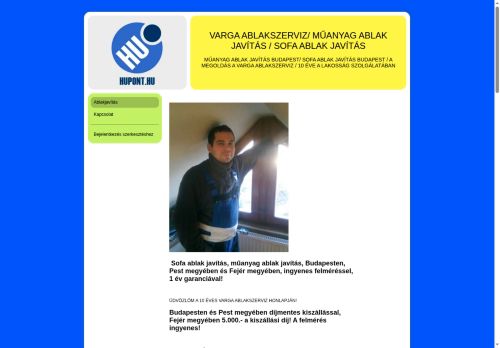 HU
HUPONT.HU
VARGA ABLAKSZERVIZ/ MŰANYAG ABLAK
JAVÍTÁS / SOFA ABLAK JAVÍTÁS
MŰANYAG ABLAK JAVÍTÁS BUDAPEST/ SOFA ABLAK JAVÍTÁS BUDAPEST / A
MEGOLDÁS A VARGA ABLAKSZERVIZ / 10 ÉVE A LAKOSSÁG SZOLGÁLATÁBAN
Ablakjavítás
Kapcsolat
Bejelentkezés szerkesztéshez
Sofa ablak javítás, műanyag ablak javítás, Budapesten,
Pest megyében és Fejér megyében, ingyenes felméréssel,
1 év garanciával!
ÜDVÖZLÖM A 10 ÉVES VARGA ABLAKSZERVIZ HONLAPJÁN!
Budapesten és Pest megyében díjmentes kiszállással,
Fejér megyében 5.000.- a kiszállási díj! A felmérés
ingyenes!